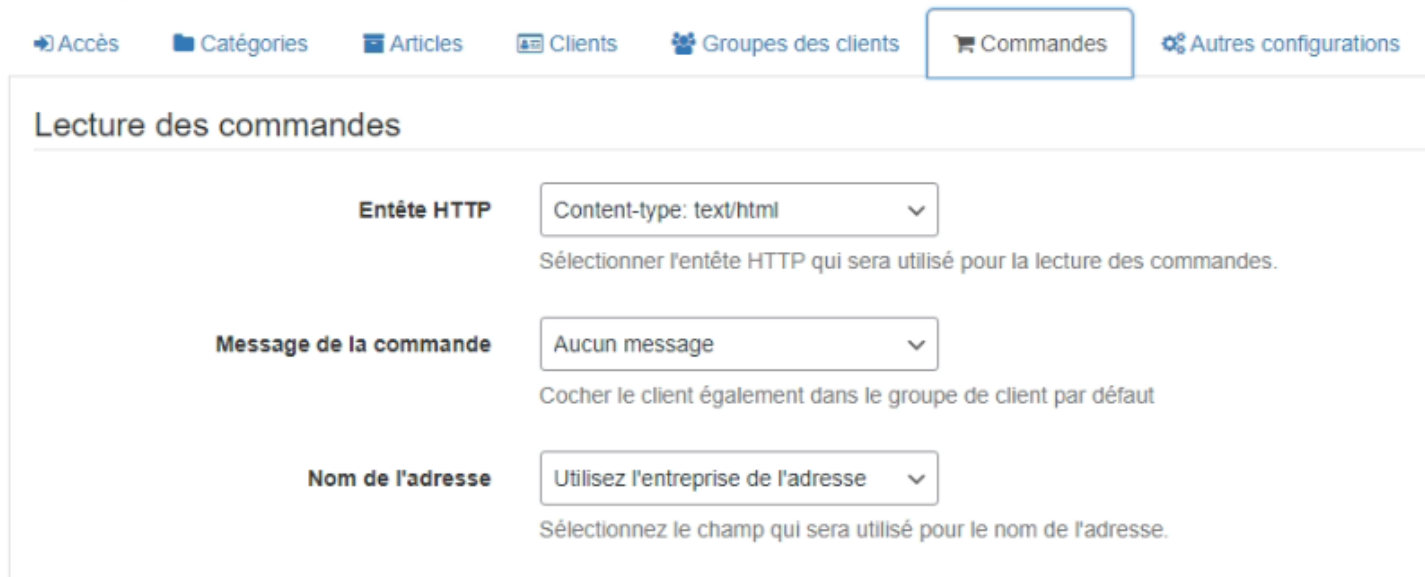 Accès Catégories Articles Clients Groupes des clients Commandes Autres configurations
Lecture des commandes
Entête HTTP Content-type: text/html
Sélectionner l'entête HTTP qui sera utilisé pour la lecture des commandes.
Message de la commande Aucun message
Cocher le client également dans le groupe de client par défaut
Nom de l'adresse Utilisez l'entreprise de l'adresse
Sélectionnez le champ qui sera utilisé pour le nom de l'adresse.